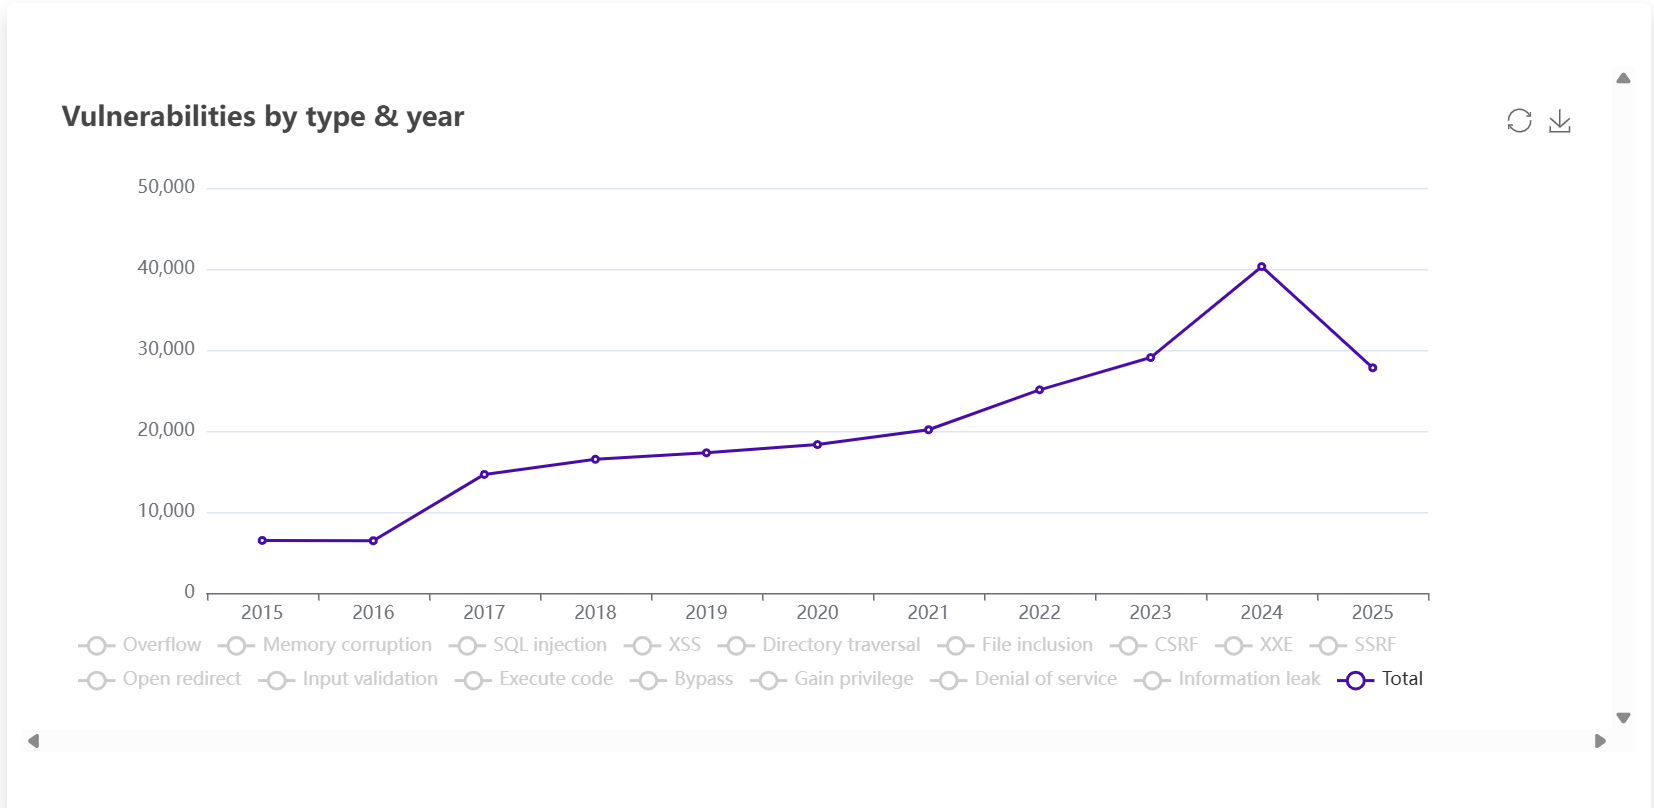 Vulnerabilities by type & year
50,000
40,000
30,000
20,000
10,000
0
2015 2016 2017 2018 2019 2020 2021 2022 2023 2024 2025
Overflow Memory corruption SQL injection XSS Directory traversal File inclusion CSRF XXE SSRF
Open redirect Input validation Execute code Bypass Gain privilege Denial of service Information leak Total